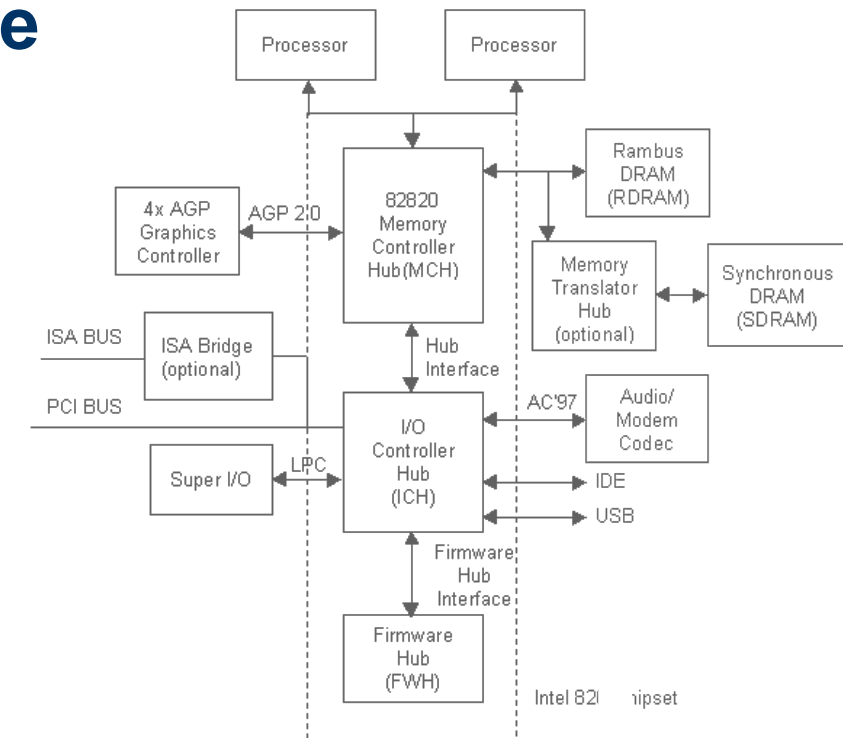 e
Processor
Processor
Rambus
DRAM
(RDRAM)
82820
Memory
Controller
Hub(MCH)
4x AGP
Graphics
Controller
AGP 2.0
Memory
Translator
Hub
(optional)
Synchronous
DRAM
(SDRAM)
ISA BUS
ISA Bridge
(optional)
Hub
Interface
PCI BUS
I/O
Controller
Hub
(ICH)
AC'97
Audio/
Modem
Codec
Super I/O
LPC
IDE
USB
Firmware
Hub
Interface
Firmware
Hub
(FWH)
Intel